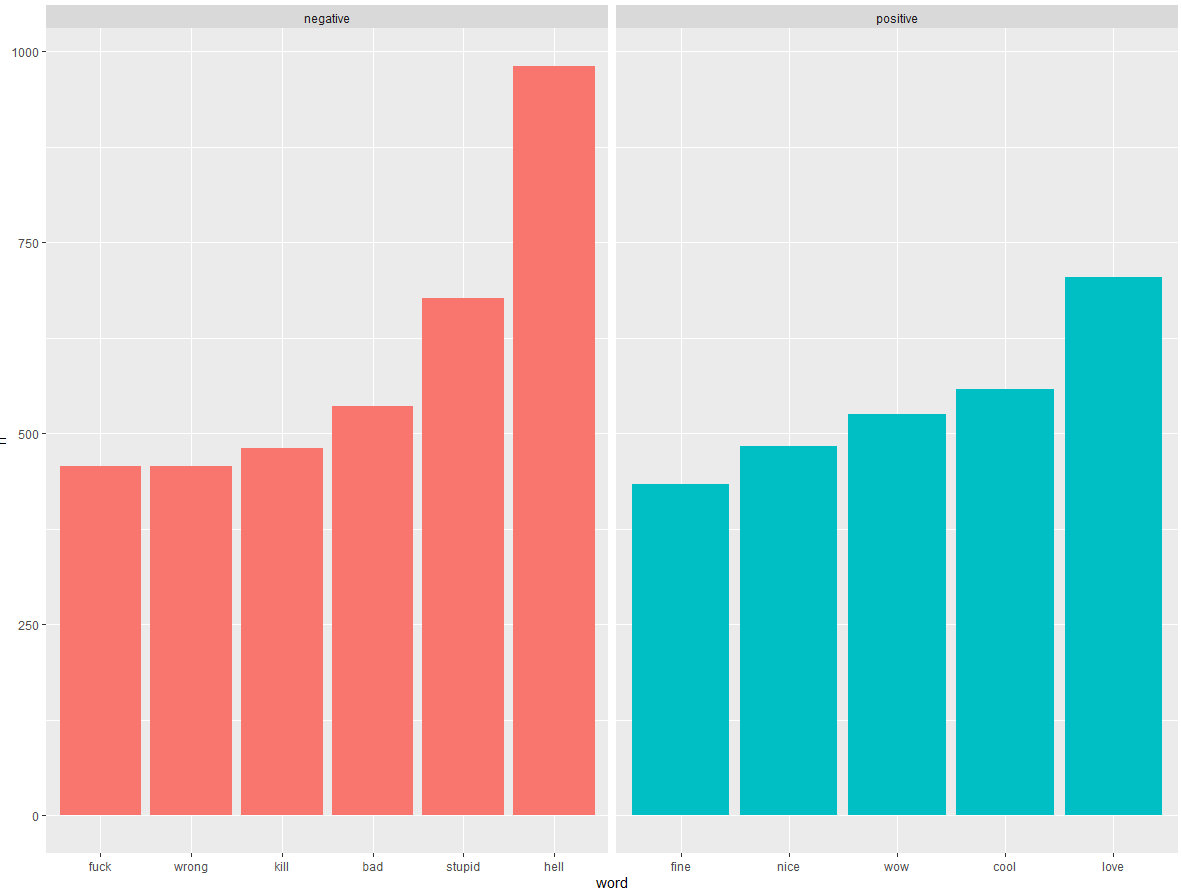 negative positive
1000
750
500
250
0
n
fuck wrong kill bad stupid hell fine nice wow cool love
word